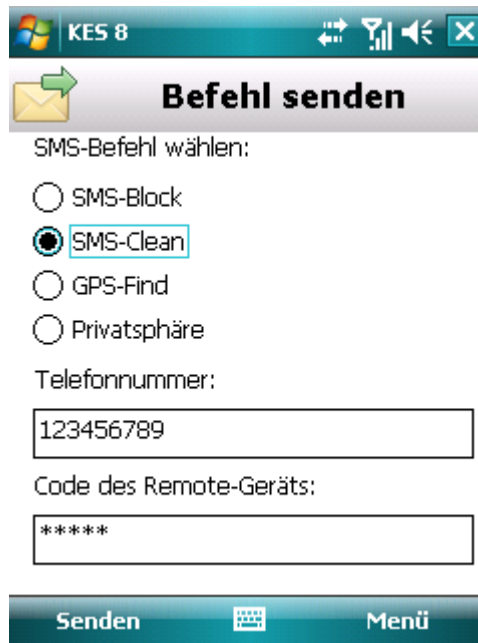 KES 8
Befehl senden
SMS-Befehl wählen:
SMS-Block
SMS-Clean
GPS-Find
Privatsphäre
Telefonnummer:
123456789
Code des Remote-Geräts:
*****
Senden Menü